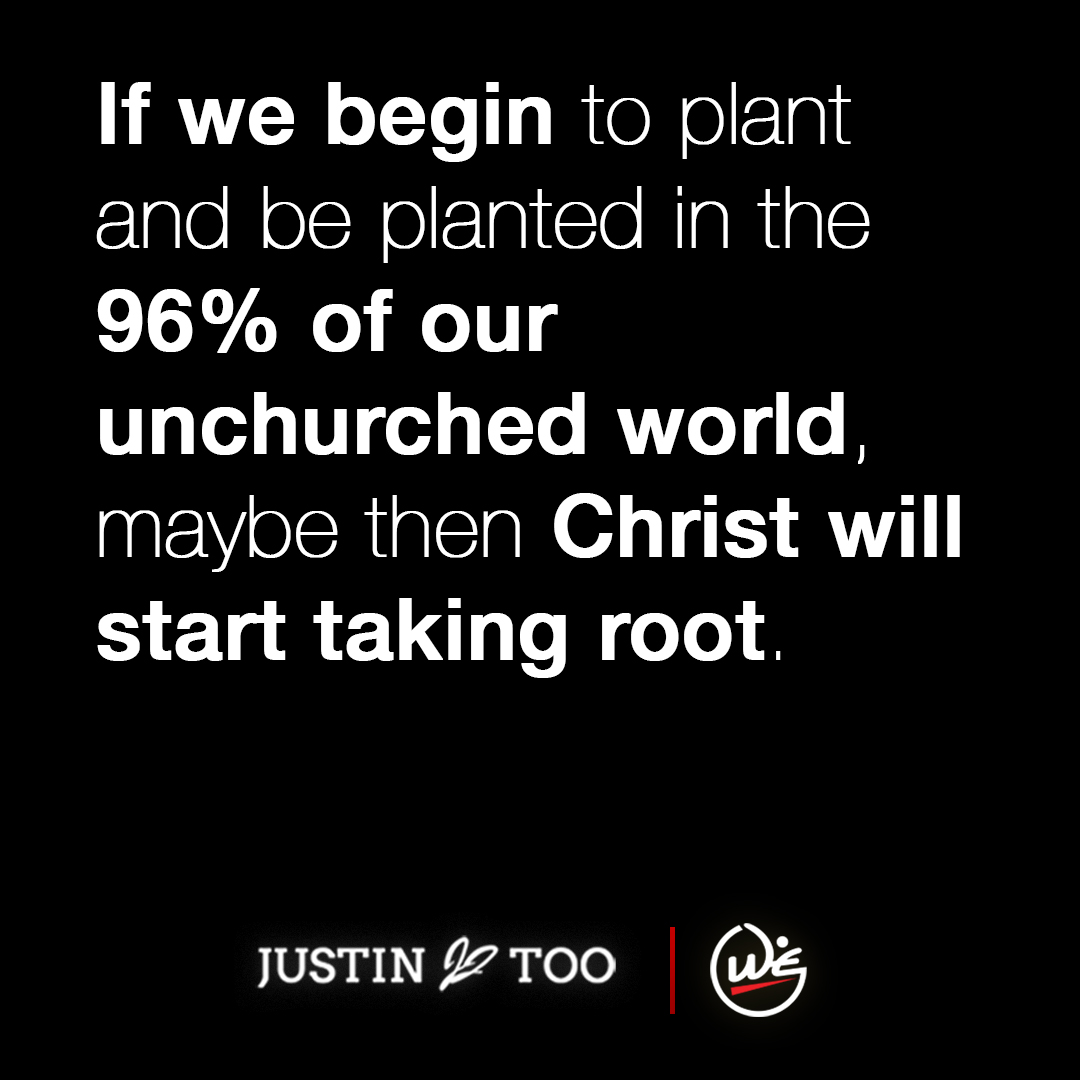 If we begin to plant
and be planted in the
96% of our
unchurched world,
maybe then Christ will
start taking root.
JUSTIN TOO
WE